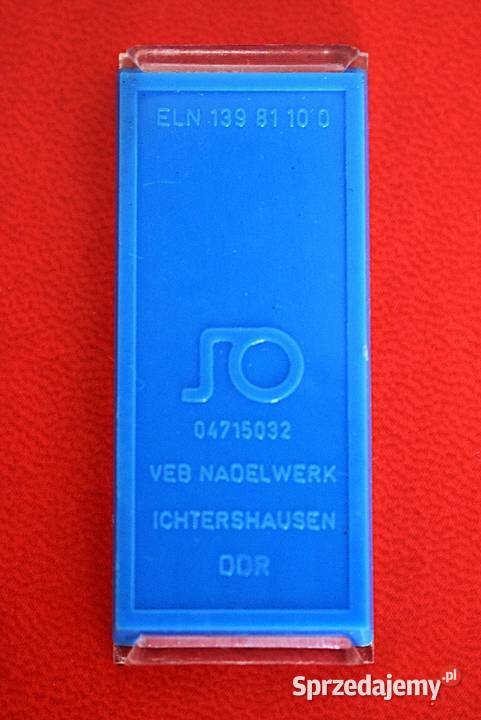 ELN 139 81 10 0
04715032
VEB NADELWERK
ICHTERSHAUSEN
DDR
Sprzedajemy.pl